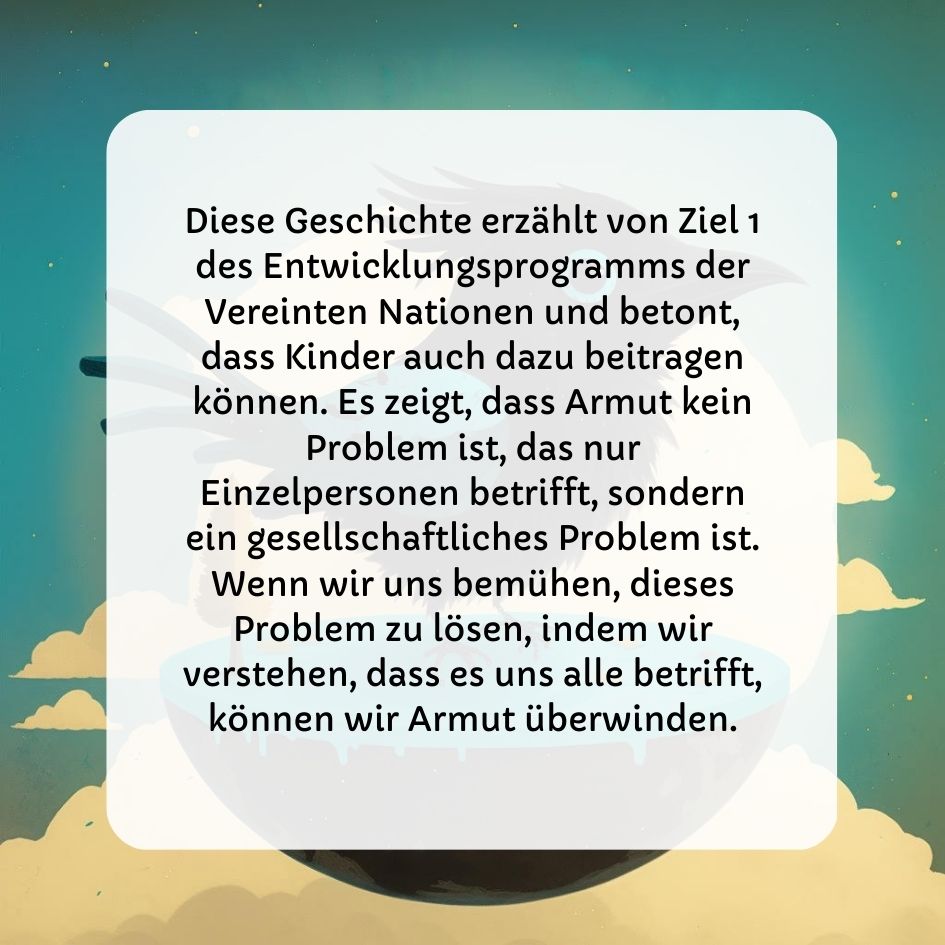 Diese Geschichte erzählt von Ziel 1
des Entwicklungsprogramms der
Vereinten Nationen und betont,
dass Kinder auch dazu beitragen
können. Es zeigt, dass Armut kein
Problem ist, das nur
Einzelpersonen betrifft, sondern
ein gesellschaftliches Problem ist.
Wenn wir uns bemühen, dieses
Problem zu lösen, indem wir
verstehen, dass es uns alle betrifft,
können wir Armut überwinden.